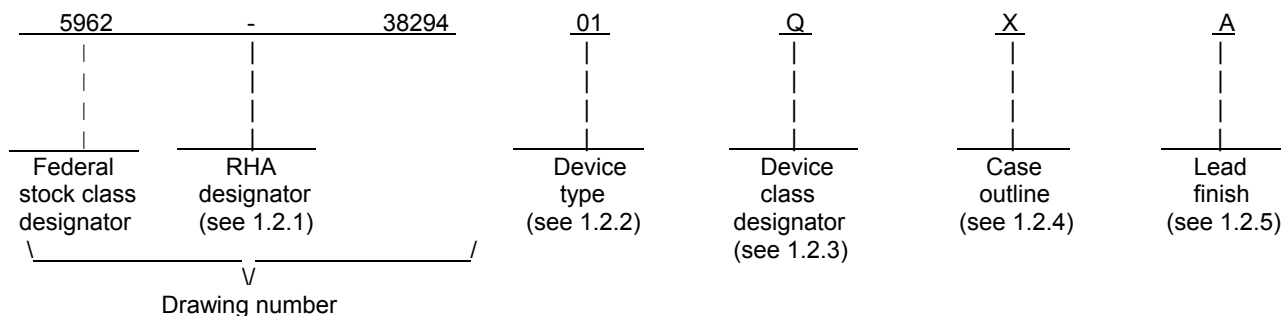 5962 - 38294 01 Q X A
Federal stock class designator
RHA designator (see 1.2.1)
Device type (see 1.2.2)
Device class designator (see 1.2.3)
Case outline (see 1.2.4)
Lead finish (see 1.2.5)
Drawing number